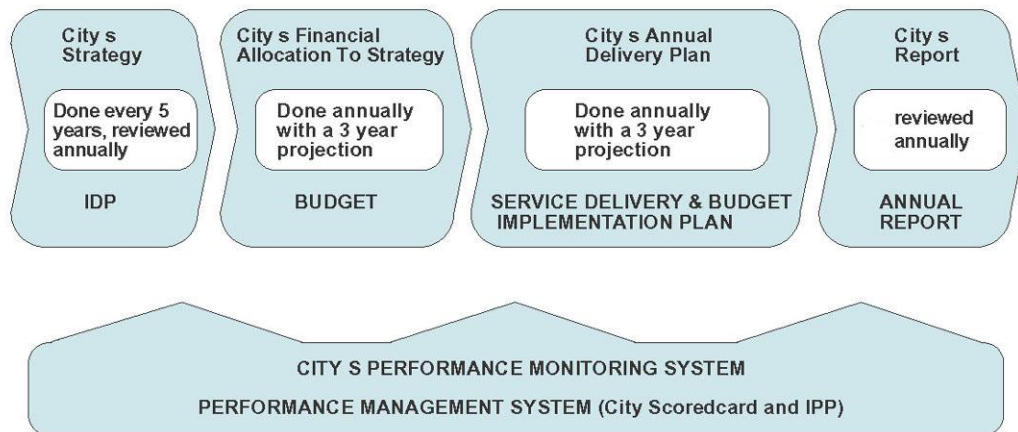 City s
Strategy
Done every 5
years, reviewed
annually
IDP
City s Financial
Allocation To Strategy
Done annually
with a 3 year
projection
BUDGET
City s Annual
Delivery Plan
Done annually
with a 3 year
projection
SERVICE DELIVERY & BUDGET
IMPLEMENTATION PLAN
City s
Report
reviewed
annually
ANNUAL
REPORT
CITY S PERFORMANCE MONITORING SYSTEM
PERFORMANCE MANAGEMENT SYSTEM (City Scoredcard and IPP)